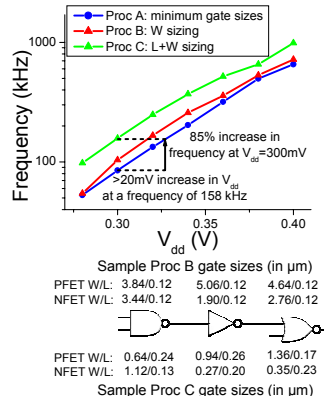 Proc A: minimum gate sizes
Proc B: W sizing
Proc C: L+W sizing
Frequency (kHz)
1000
100
85% increase in
frequency at Vdd=300mV
>20mV increase in Vdd
at a frequency of 158 kHz
0.30
0.35
0.40
Vdd (V)
Sample Proc B gate sizes (in µm)
PFET W/L: 3.84/0.12 5.06/0.12 4.64/0.12
NFET W/L: 3.44/0.12 1.90/0.12 2.76/0.12
PFET W/L: 0.64/0.24 0.94/0.26 1.36/0.17
NFET W/L: 1.12/0.13 0.27/0.20 0.35/0.23
Sample Proc C gate sizes (in µm)